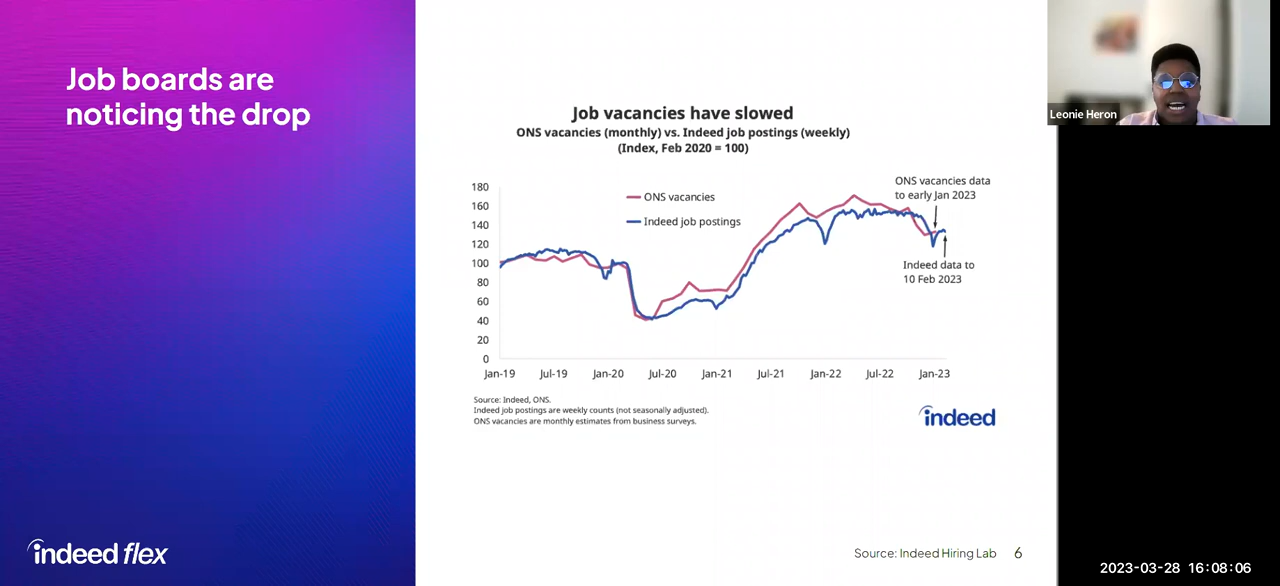 Job boards are
noticing the drop
Leonie Heron
Job vacancies have slowed
ONS vacancies (monthly) vs. Indeed job postings (weekly)
(Index, Feb 2020 = 100)
ONS vacancies data
to early Jan 2023
ONS vacancies
Indeed job postings
180
160
140
120
100
80
60
40
20
0
Indeed data to
10 Feb 2023
Jan-19 Jul-19 Jan-20 Jul-20 Jan-21 Jul-21 Jan-22 Jul-22 Jan-23
Source: Indeed, ONS.
Indeed job postings are weekly counts (not seasonally adjusted).
ONS vacancies are monthly estimates from business surveys.
indeed
indeed flex
Source: Indeed Hiring Lab 6
2023-03-28 16:08:06